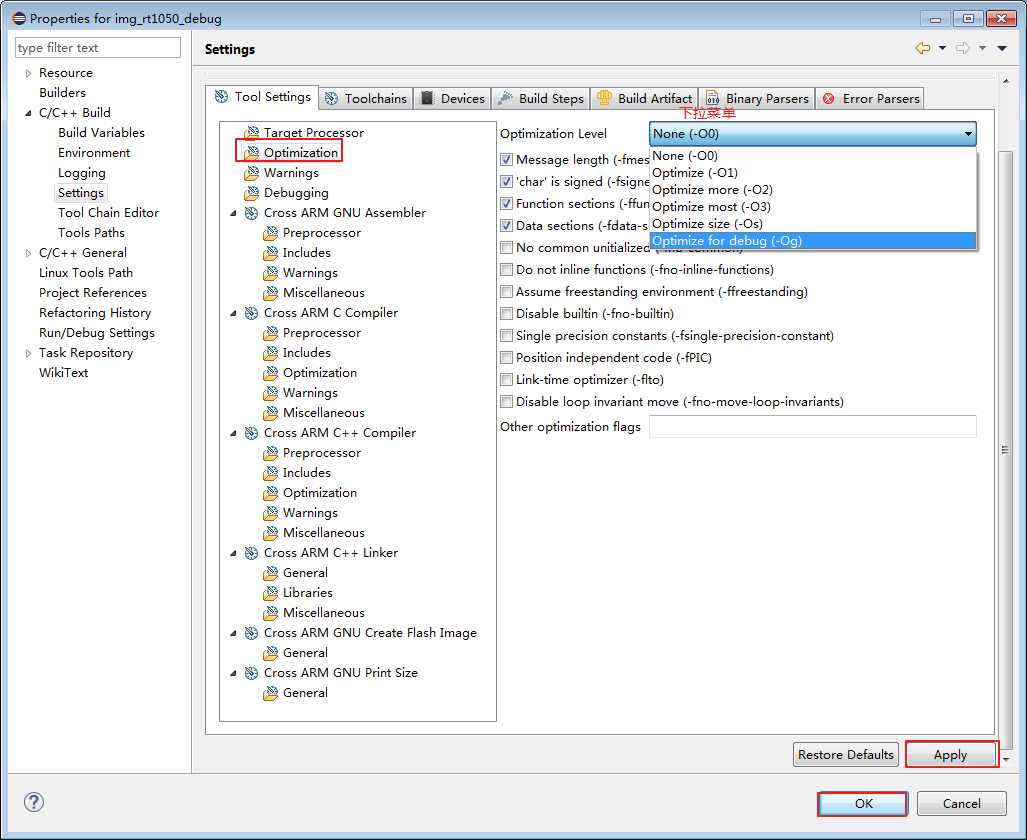 Properties for img_rt1050_debug
type filter text
Resource
Builders
C/C++ Build
Build Variables
Environment
Logging
Settings
Tool Chain Editor
Tools Paths
C/C++ General
Linux Tools Path
Project References
Refactoring History
Run/Debug Settings
Task Repository
WikiText
Settings
Tool Settings
Toolchains
Devices
Build Steps
Build Artifact
Binary Parsers
Error Parsers
下拉菜单
Target Processor
Optimization
Warnings
Debugging
Cross ARM GNU Assembler
Preprocessor
Includes
Warnings
Miscellaneous
Cross ARM C Compiler
Preprocessor
Includes
Optimization
Warnings
Miscellaneous
Cross ARM C++ Compiler
Preprocessor
Includes
Optimization
Warnings
Miscellaneous
Cross ARM C++ Linker
General
Libraries
Miscellaneous
Cross ARM GNU Create Flash Image
General
Cross ARM GNU Print Size
General
Optimization Level
None (-O0)
None (-O0)
Optimize (-O1)
Optimize more (-O2)
Optimize most (-O3)
Optimize size (-Os)
Optimize for debug (-Og)
Message length (-fmes
'char' is signed (-fsigne
Function sections (-ffun
Data sections (-fdata-s
No common unitialized (-fno-common)
Do not inline functions (-fno-inline-functions)
Assume freestanding environment (-ffreestanding)
Disable builtin (-fno-builtin)
Single precision constants (-fsingle-precision-constant)
Position independent code (-fPIC)
Link-time optimizer (-flto)
Disable loop invariant move (-fno-move-loop-invariants)
Other optimization flags
Restore Defaults
Apply
OK
Cancel